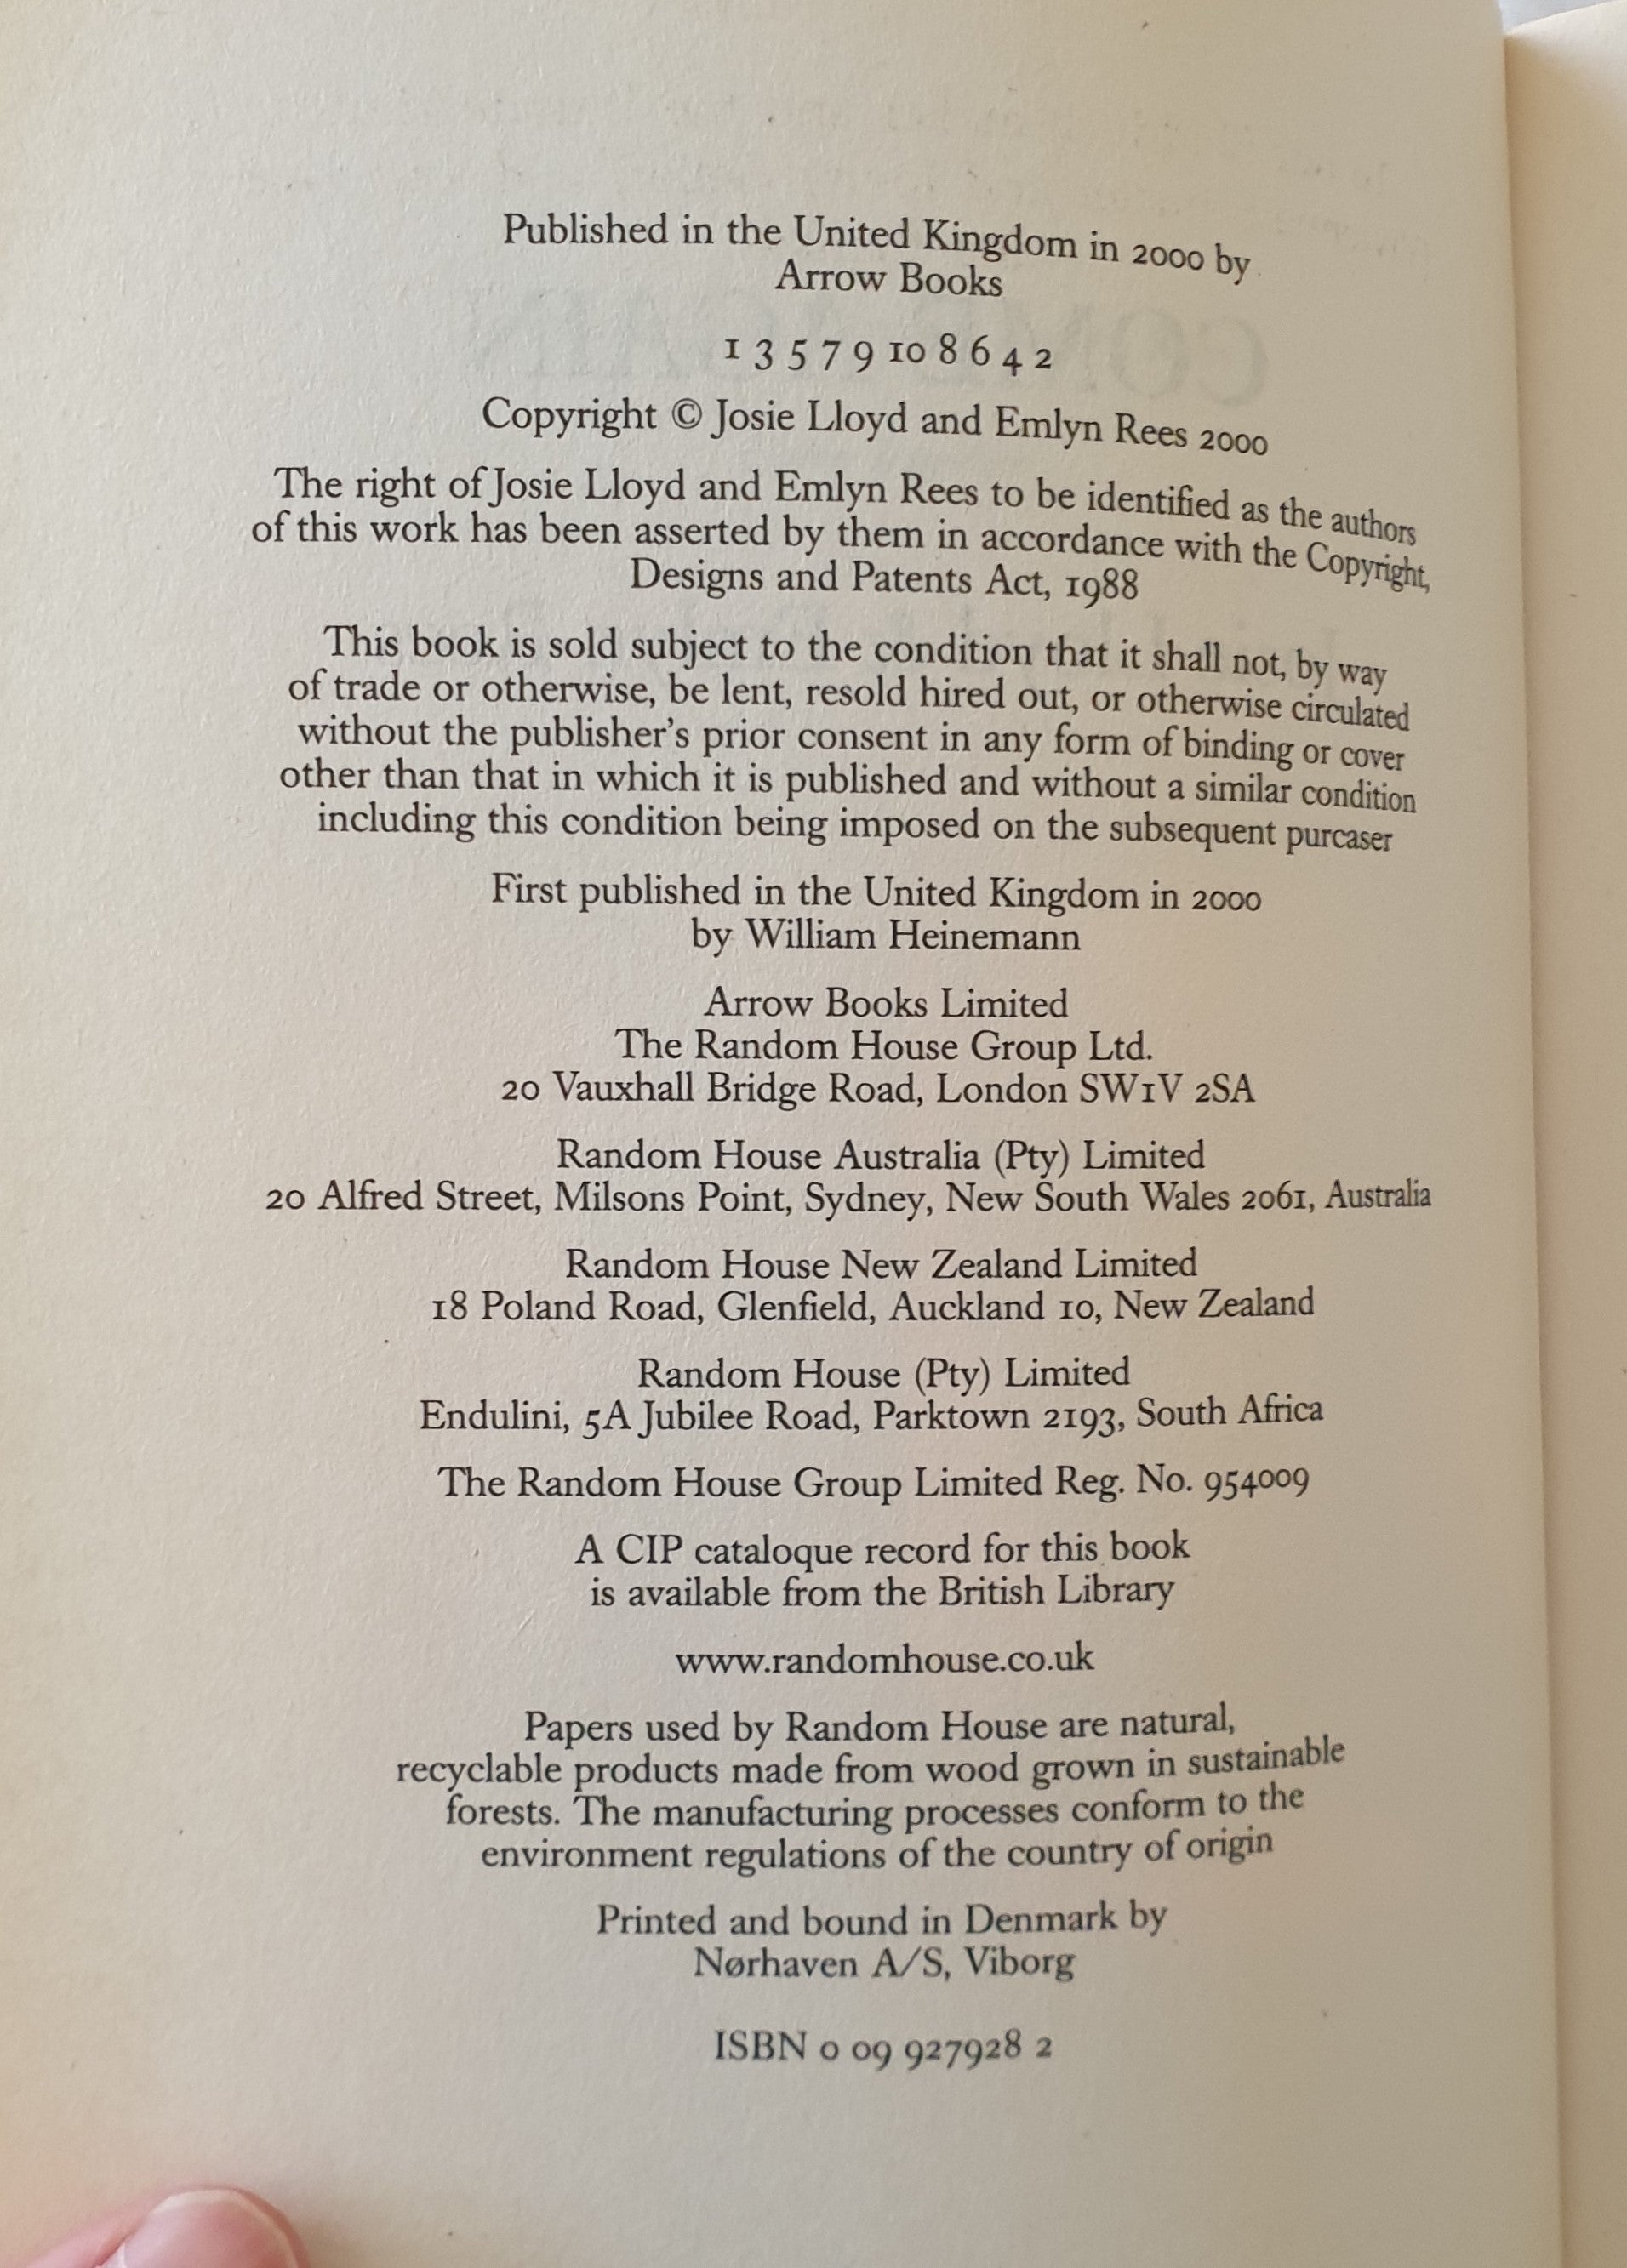 Published in the United Kingdom in 2000 by
Arrow Books
1 3 5 7 9 10 8 6 4 2
Copyright © Josie Lloyd and Emlyn Rees 2000
The right of Josie Lloyd and Emlyn Rees to be identified as the authors
of this work has been asserted by them in accordance with the Copyright,
Designs and Patents Act, 1988
This book is sold subject to the condition that it shall not, by way
of trade or otherwise, be lent, resold hired out, or otherwise circulated
without the publisher's prior consent in any form of binding or cover
other than that in which it is published and without a similar condition
including this condition being imposed on the subsequent purcaser
First published in the United Kingdom in 2000
by William Heinemann
Arrow Books Limited
The Random House Group Ltd.
20 Vauxhall Bridge Road, London SW1V 2SA
Random House Australia (Pty) Limited
20 Alfred Street, Milsons Point, Sydney, New South Wales 2061, Australia
Random House New Zealand Limited
18 Poland Road, Glenfield, Auckland 10, New Zealand
Random House (Pty) Limited
Endulini, 5A Jubilee Road, Parktown 2193, South Africa
The Random House Group Limited Reg. No. 954009
A CIP cataloque record for this book
is available from the British Library
www.randomhouse.co.uk
Papers used by Random House are natural,
recyclable products made from wood grown in sustainable
forests. The manufacturing processes conform to the
environment regulations of the country of origin
Printed and bound in Denmark by
Nørhaven A/S, Viborg
ISBN 0 09 927928 2